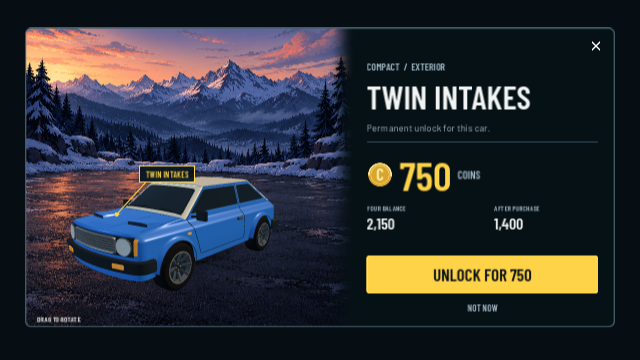 COMPACT / EXTERIOR
TWIN INTAKES
Permanent unlock for this car.
C 750 COINS
YOUR BALANCE AFTER PURCHASE
2,150 1,400
UNLOCK FOR 750
NOT NOW
TWIN INTAKES
DRAG TO ROTATE